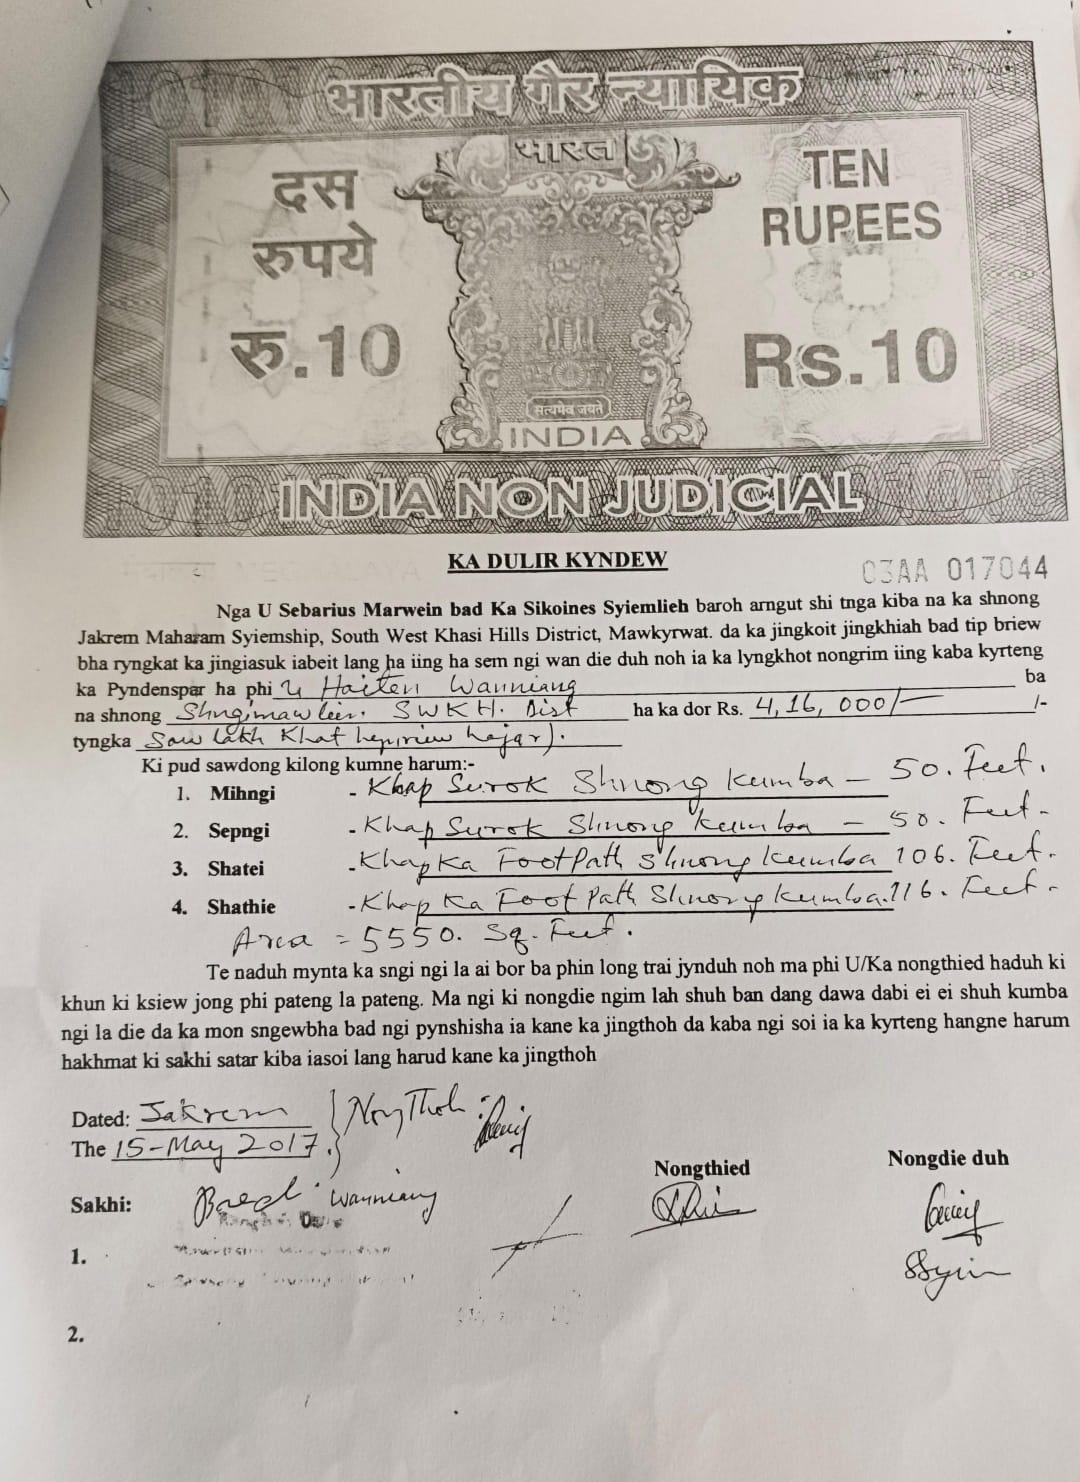 भारतीय गैर न्यायिक
भारत
दस
रुपये
रु.10
TEN
RUPEES
Rs.10
सत्यमेव जयते
INDIA
INDIA NON JUDICIAL
KA DULIR KYNDEW
03AA 017044
Nga U Sebarius Marwein bad Ka Sikoines Syiemlieh baroh arngut shi tnga kiba na ka shnong
Jakrem Maharam Syiemship, South West Khasi Hills District, Mawkyrwat. da ka jingkoit jingkhiah bad tip briew
bha ryngkat ka jingiasuk iabeit lang ha iing ha sem ngi wan die duh noh ia ka lyngkhot nongrim iing kaba kyrteng
ka Pyndenspar ha phi U Haiten Wanniang ba
na shnong Shngimawlein. SWKH. Dist ha ka dor Rs. 4,16,000/- /-
tyngka Saw lakh Khat hynriew hajar).
Ki pud sawdong kilong kumne harum:-
1. Mihngi - Khap Surok Shnong Kumba - 50. Feet.
2. Sepngi - Khap Surok Shnong Kumba - 50. Feet-
3. Shatei - Khap Ka FootPath Shnong Kumba 106. Feet.
4. Shathie - Khap Ka Foot Path Shnong Kumba. 116. Feet-
Area = 5550. Sq. Feet.
Te naduh mynta ka sngi ngi la ai bor ba phin long trai jynduh noh ma phi U/Ka nongthied haduh ki
khun ki ksiew jong phi pateng la pateng. Ma ngi ki nongdie ngim lah shuh ban dang dawa dabi ei ei shuh kumba
ngi la die da ka mon sngewbha bad ngi pynshisha ia kane ka jingthoh da kaba ngi soi ia ka kyrteng hangne harum
hakhmat ki sakhi satar kiba iasoi lang harud kane ka jingthoh
Dated: Jakrem } Nong Thoh:
The 15-May 2017.
Nongthied
Nongdie duh
Sakhi: Wanniang
1.
SSyiem
2.